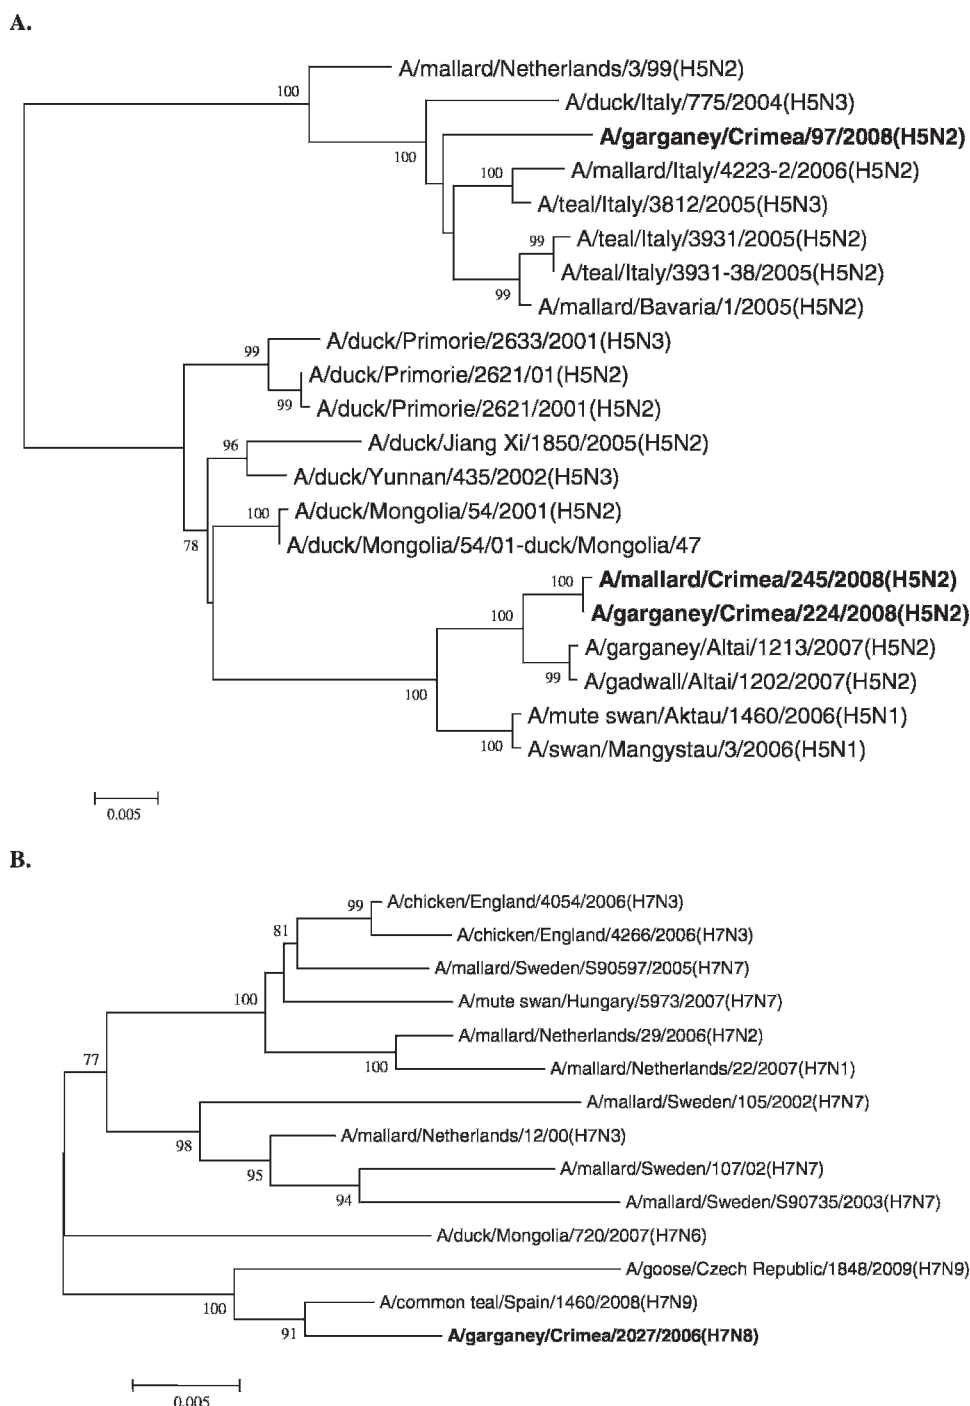 A.
A/mallard/Netherlands/3/99(H5N2)
100
A/duck/Italy/775/2004(H5N3)
A/garganey/Crimea/97/2008(H5N2)
100
A/mallard/Italy/4223-2/2006(H5N2)
100
A/teal/Italy/3812/2005(H5N3)
A/teal/Italy/3931/2005(H5N2)
99
A/teal/Italy/3931-38/2005(H5N2)
99
A/mallard/Bavaria/1/2005(H5N2)
A/duck/Primorie/2633/2001(H5N3)
99
A/duck/Primorie/2621/01(H5N2)
99
A/duck/Primorie/2621/2001(H5N2)
96
A/duck/Jiang Xi/1850/2005(H5N2)
A/duck/Yunnan/435/2002(H5N3)
100
A/duck/Mongolia/54/2001(H5N2)
78
A/duck/Mongolia/54/01-duck/Mongolia/47
100
A/mallard/Crimea/245/2008(H5N2)
100
A/garganey/Crimea/224/2008(H5N2)
A/garganey/Altai/1213/2007(H5N2)
99
A/gadwall/Altai/1202/2007(H5N2)
100
A/mute swan/Aktau/1460/2006(H5N1)
100
A/swan/Mangystau/3/2006(H5N1)
0.005
B.
99
A/chicken/England/4054/2006(H7N3)
81
A/chicken/England/4266/2006(H7N3)
A/mallard/Sweden/S90597/2005(H7N7)
100
A/mute swan/Hungary/5973/2007(H7N7)
A/mallard/Netherlands/29/2006(H7N2)
100
A/mallard/Netherlands/22/2007(H7N1)
77
A/mallard/Sweden/105/2002(H7N7)
98
A/mallard/Netherlands/12/00(H7N3)
95
A/mallard/Sweden/107/02(H7N7)
94
A/mallard/Sweden/S90735/2003(H7N7)
A/duck/Mongolia/720/2007(H7N6)
A/goose/Czech Republic/1848/2009(H7N9)
100
A/common teal/Spain/1460/2008(H7N9)
91
A/garganey/Crimea/2027/2006(H7N8)
0.005